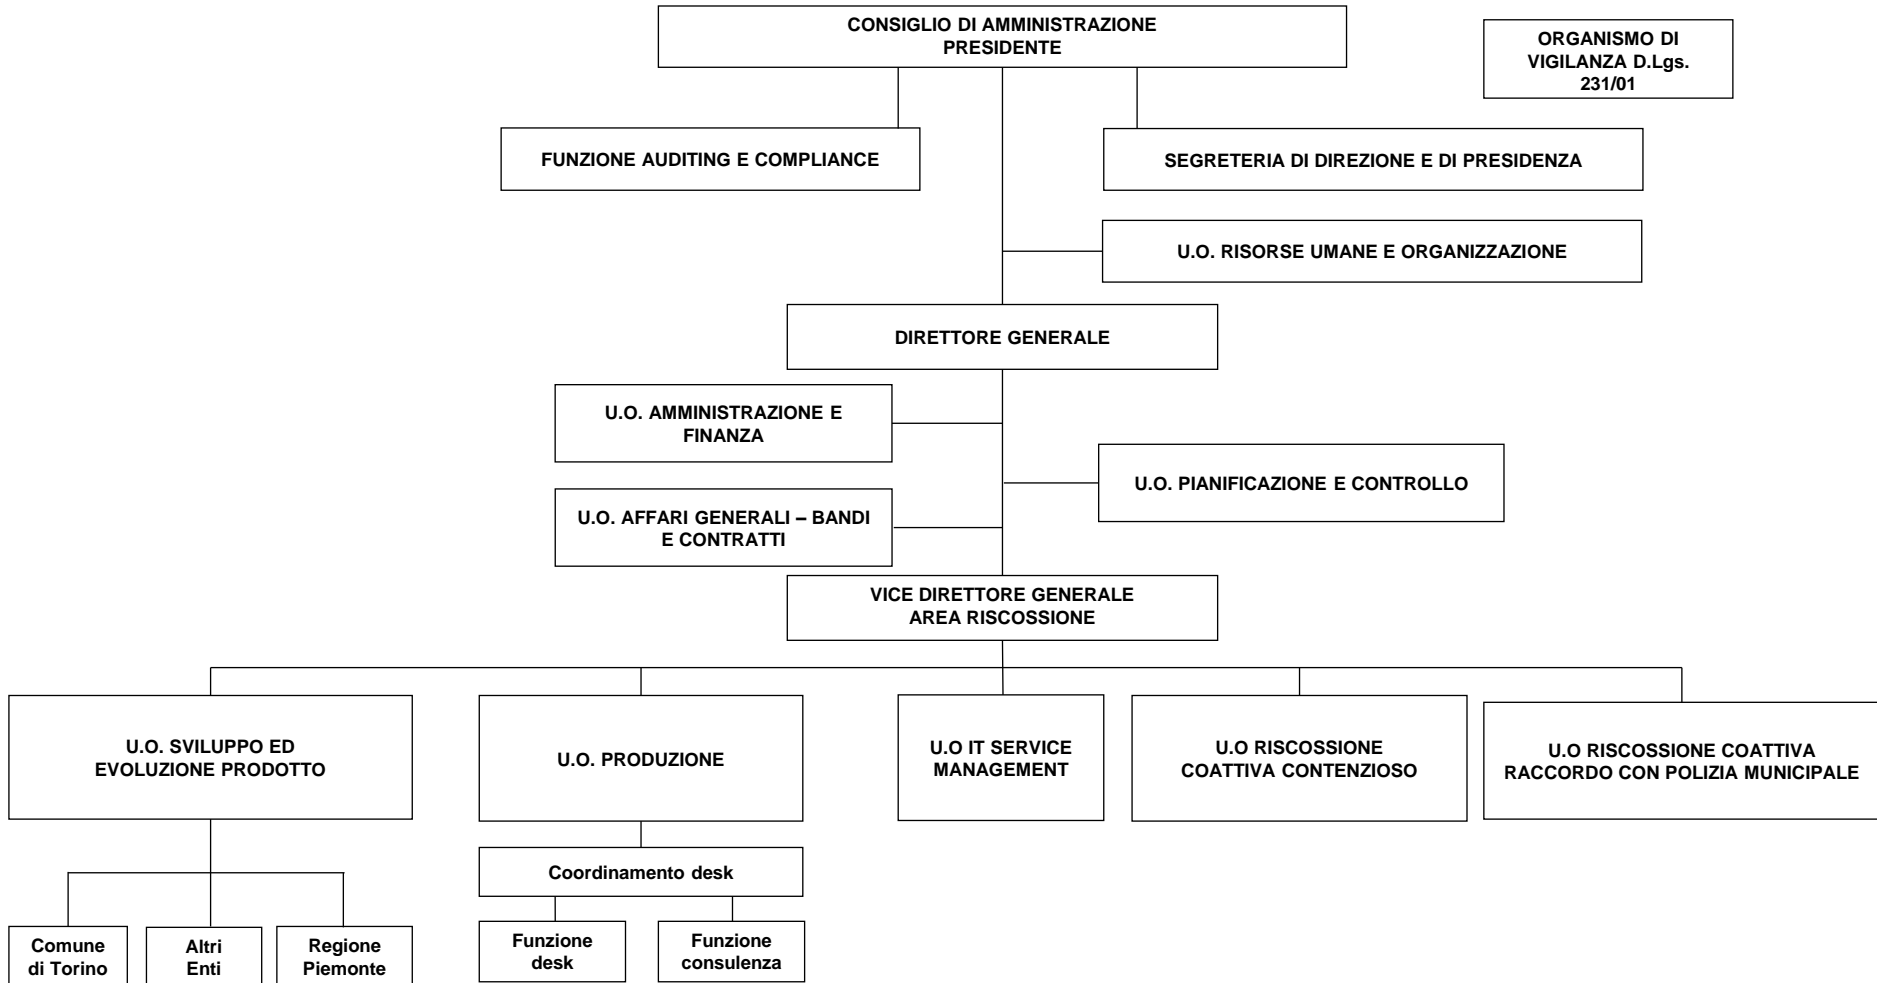 CONSIGLIO DI AMMINISTRAZIONE
PRESIDENTE
ORGANISMO DI
VIGILANZA D.Lgs.
231/01
FUNZIONE AUDITING E COMPLIANCE
SEGRETERIA DI DIREZIONE E DI PRESIDENZA
U.O. RISORSE UMANE E ORGANIZZAZIONE
DIRETTORE GENERALE
U.O. AMMINISTRAZIONE E
FINANZA
U.O. PIANIFICAZIONE E CONTROLLO
U.O. AFFARI GENERALI – BANDI
E CONTRATTI
VICE DIRETTORE GENERALE
AREA RISCOSSIONE
U.O. SVILUPPO ED
EVOLUZIONE PRODOTTO
U.O. PRODUZIONE
U.O IT SERVICE
MANAGEMENT
U.O RISCOSSIONE
COATTIVA CONTENZIOSO
U.O RISCOSSIONE COATTIVA
RACCORDO CON POLIZIA MUNICIPALE
Coordinamento desk
Comune
di Torino
Altri
Enti
Regione
Piemonte
Funzione
desk
Funzione
consulenza